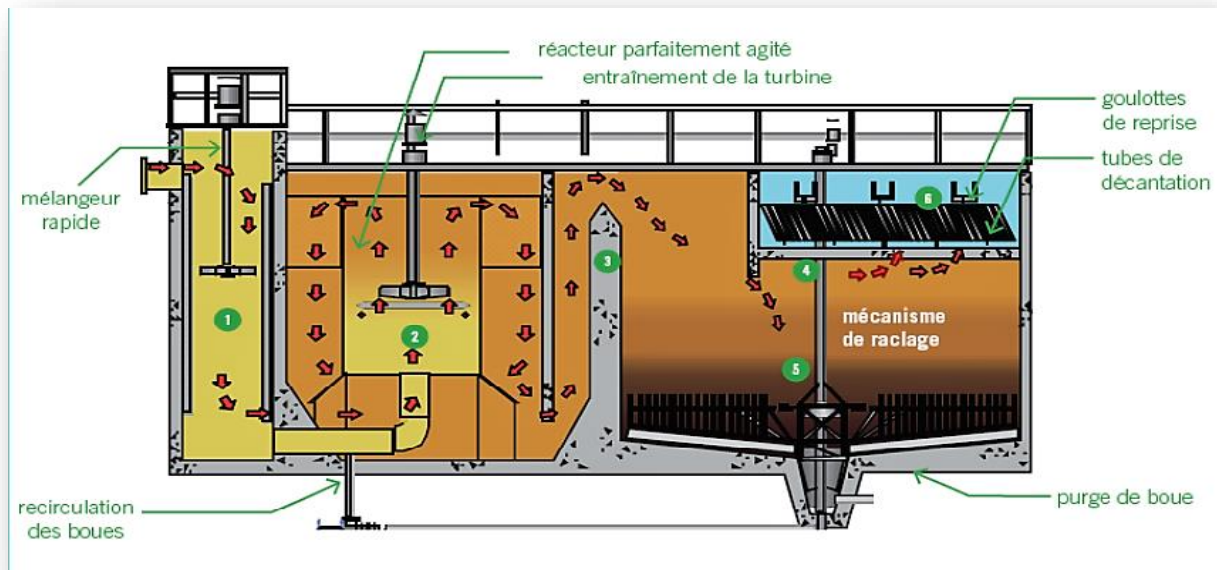 réacteur parfaitement agité
entraînement de la turbine
goulottes
de reprise
tubes de
décantation
mélangeur
rapide
1
2
3
4
5
6
mécanisme
de raclage
recirculation
des boues
purge de boue